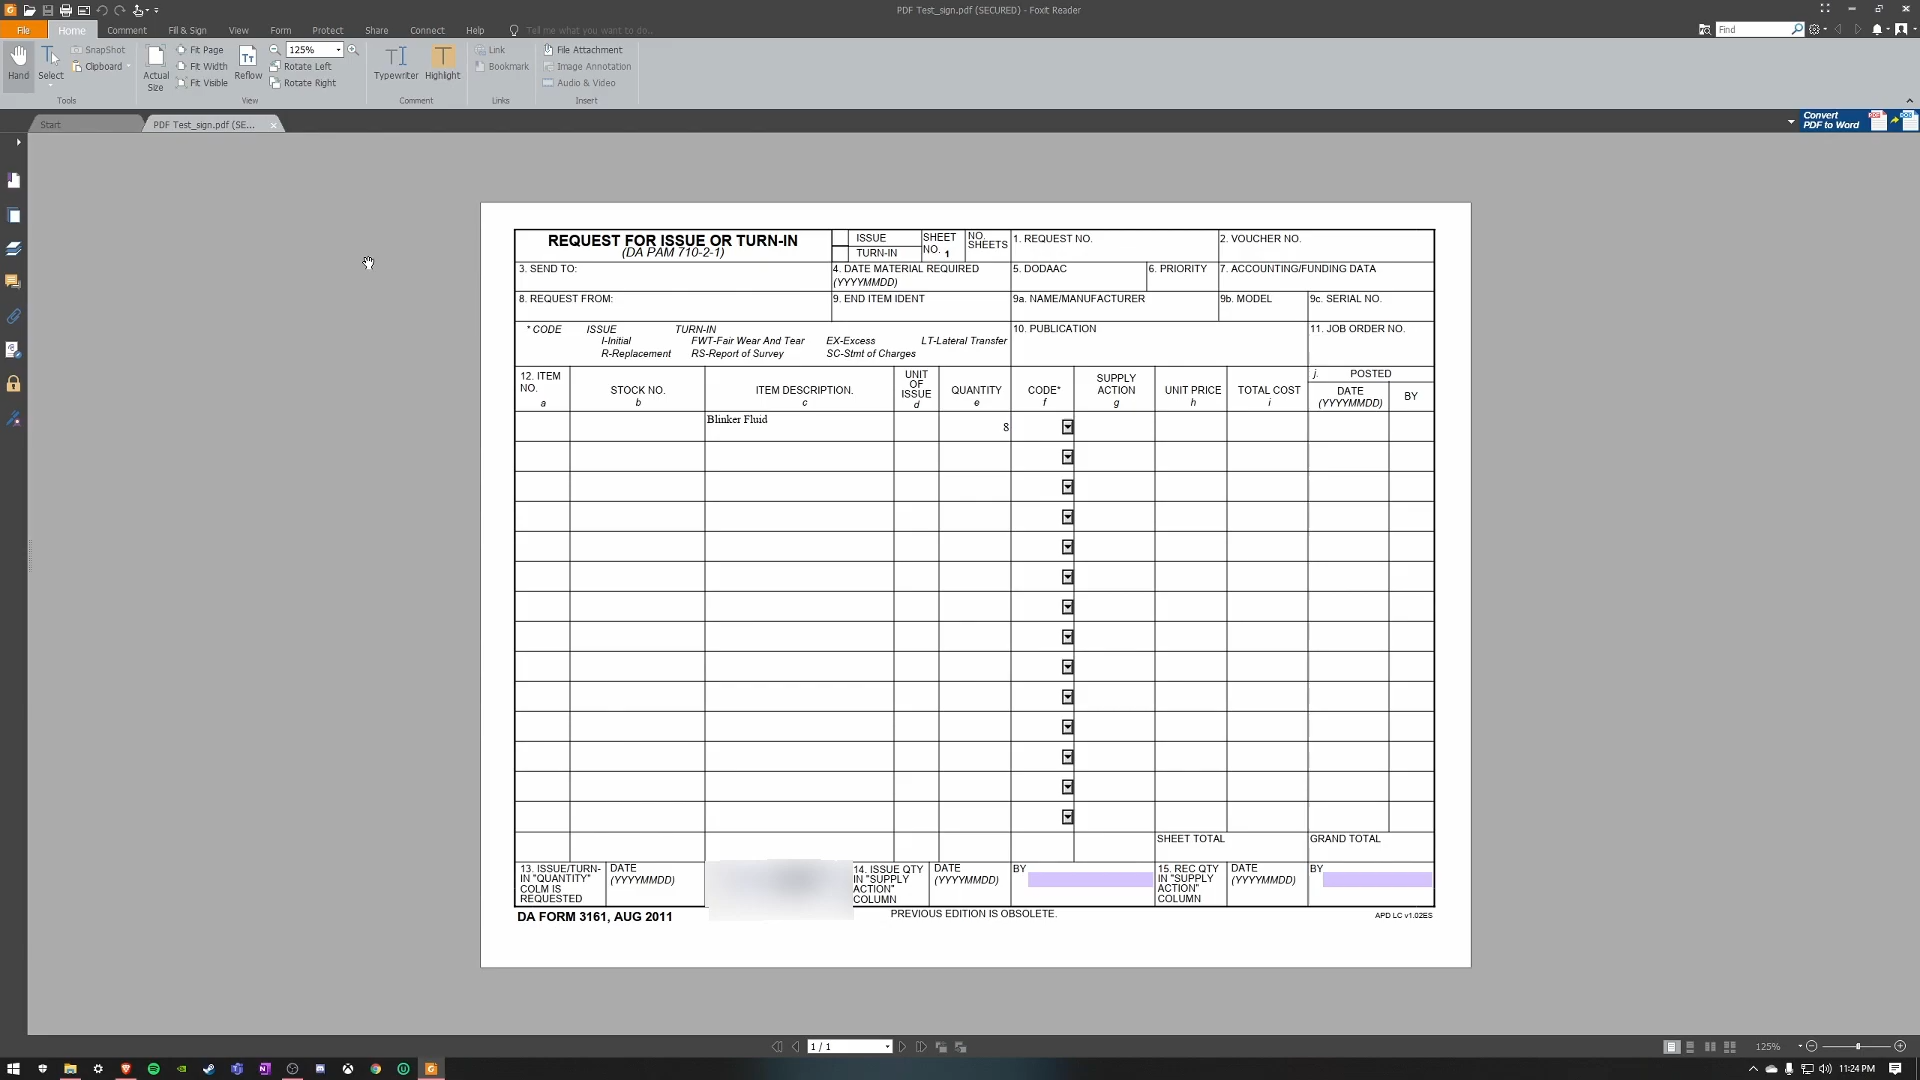 PDF Test_sign.pdf (SECURED) - Foxit Reader
File Home Comment Fill & Sign View Form Protect Share Connect Help Tell me what you want to do... Find
Hand Select SnapShot Clipboard
Tools
Actual Size Fit Page Fit Width Fit Visible Reflow 125% Rotate Left Rotate Right
View
Typewriter Highlight
Comment
Link Bookmark
Links
File Attachment Image Annotation Audio & Video
Insert
Start PDF Test_sign.pdf (SE... Convert PDF to Word
REQUEST FOR ISSUE OR TURN-IN
(DA PAM 710-2-1)
ISSUE
TURN-IN
SHEET NO. 1
NO. SHEETS
1. REQUEST NO.
2. VOUCHER NO.
3. SEND TO:
4. DATE MATERIAL REQUIRED
(YYYYMMDD)
5. DODAAC
6. PRIORITY
7. ACCOUNTING/FUNDING DATA
8. REQUEST FROM:
9. END ITEM IDENT
9a. NAME/MANUFACTURER
9b. MODEL
9c. SERIAL NO.
* CODE ISSUE TURN-IN
I-Initial FWT-Fair Wear And Tear EX-Excess LT-Lateral Transfer
R-Replacement RS-Report of Survey SC-Stmt of Charges
10. PUBLICATION
11. JOB ORDER NO.
12. ITEM NO. a
STOCK NO. b
ITEM DESCRIPTION. c
UNIT OF ISSUE d
QUANTITY e
CODE* f
SUPPLY ACTION g
UNIT PRICE h
TOTAL COST i
j. POSTED
DATE (YYYYMMDD)
BY
Blinker Fluid 8
SHEET TOTAL GRAND TOTAL
13. ISSUE/TURN-
IN "QUANTITY"
COLM IS
REQUESTED
DATE
(YYYYMMDD)
14. ISSUE QTY
IN "SUPPLY
ACTION"
COLUMN
DATE
(YYYYMMDD)
BY
15. REC QTY
IN "SUPPLY
ACTION"
COLUMN
DATE
(YYYYMMDD)
BY
DA FORM 3161, AUG 2011 PREVIOUS EDITION IS OBSOLETE. APD LC v1.02ES
1 / 1 125%
11:24 PM